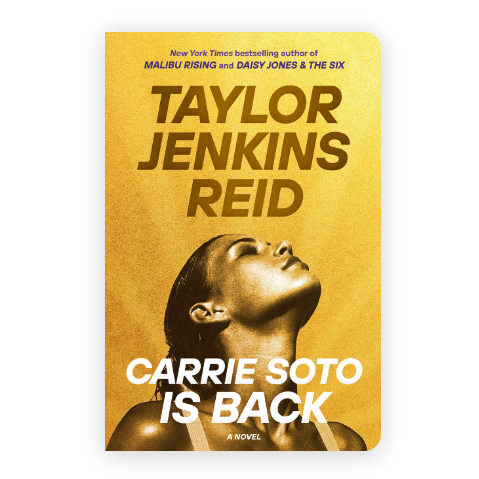 New York Times bestselling author of
MALIBU RISING and DAISY JONES & THE SIX
TAYLOR
JENKINS
REID
CARRIE SOTO
IS BACK
A NOVEL